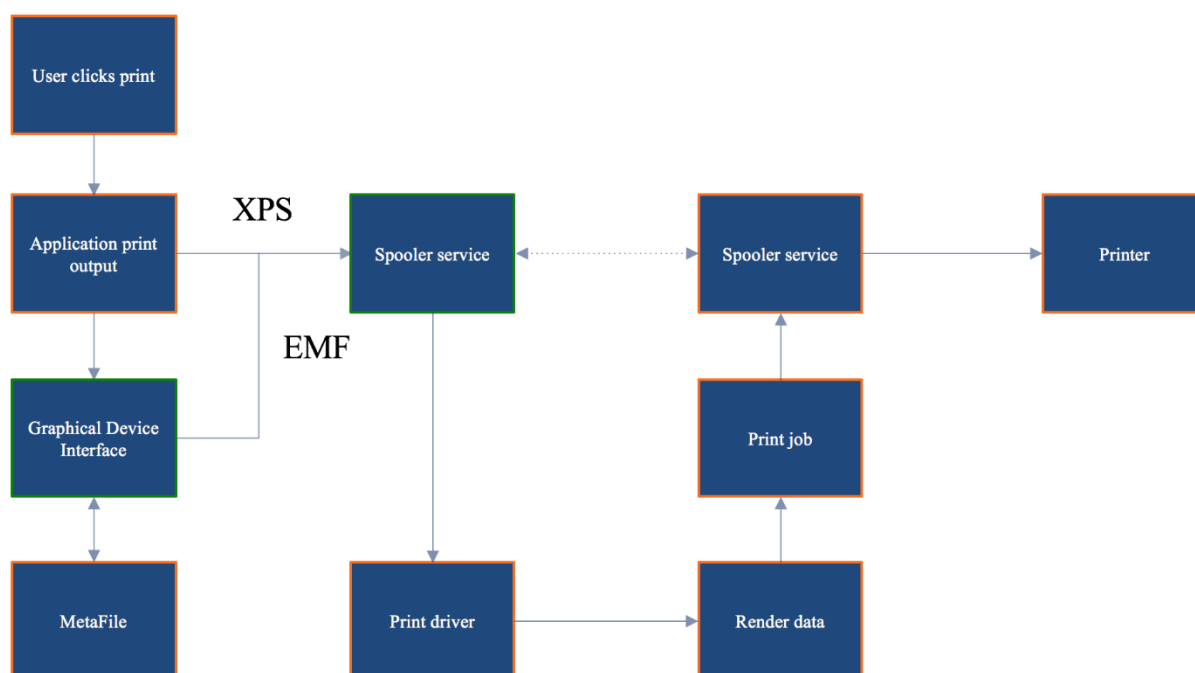 User clicks print
Application print
output
XPS
Spooler service
Spooler service
Printer
EMF
Graphical Device
Interface
Print job
MetaFile
Print driver
Render data